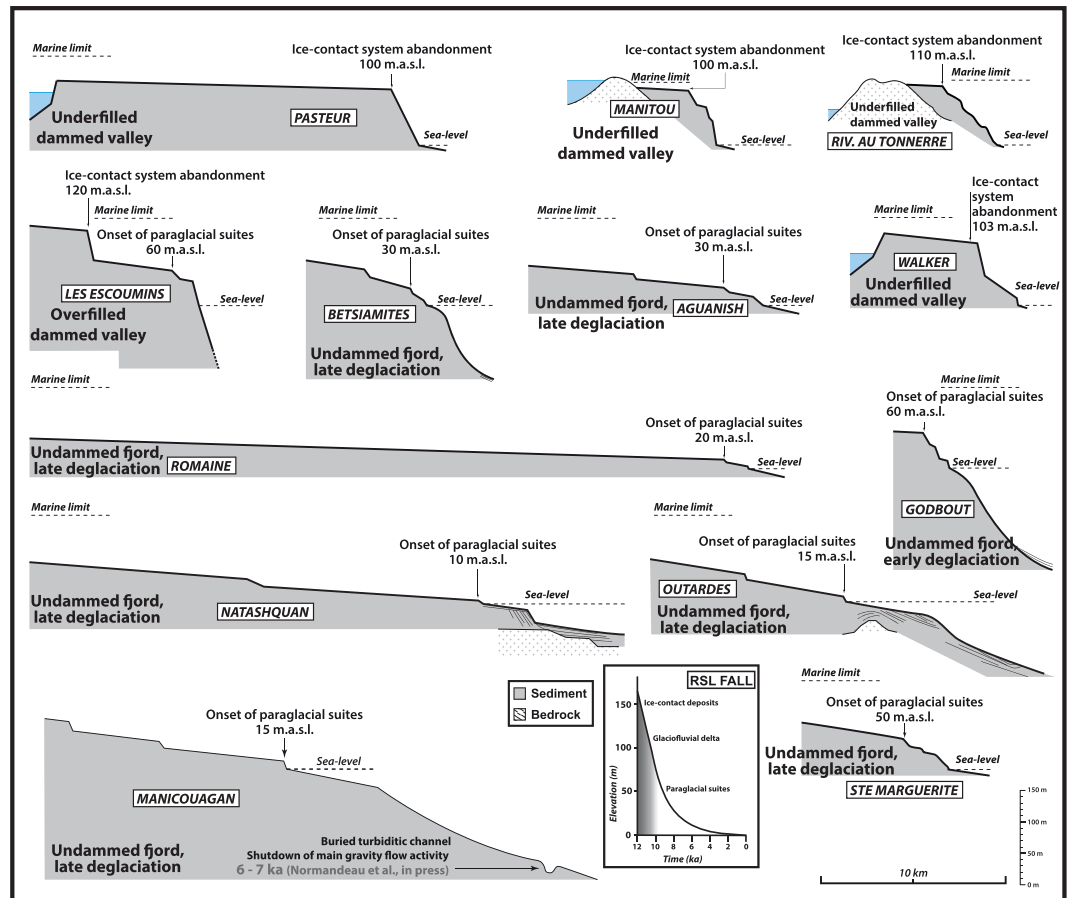 Marine limit
Ice-contact system abandonment
100 m.a.s.l.
PASTEUR
Underfilled
dammed valley
Sea-level
Ice-contact system abandonment
100 m.a.s.l.
Marine limit
MANITOU
Underfilled
dammed valley
Sea-level
Ice-contact system abandonment
110 m.a.s.l.
Marine limit
Underfilled
dammed valley
RIV. AU TONNERRE
Sea-level
Ice-contact system abandonment
120 m.a.s.l.
Marine limit
Onset of paraglacial suites
60 m.a.s.l.
LES ESCOUMINS
Sea-level
Overfilled
dammed valley
Marine limit
Onset of paraglacial suites
30 m.a.s.l.
Sea-level
BETSIAMITES
Undammed fjord,
late deglaciation
Marine limit
Onset of paraglacial suites
30 m.a.s.l.
Undammed fjord,
late deglaciation
AGUANISH
Sea-level
Ice-contact
system
abandonment
103 m.a.s.l.
Marine limit
WALKER
Underfilled
dammed valley
Sea-level
Marine limit
Onset of paraglacial suites
20 m.a.s.l.
Undammed fjord,
late deglaciation
ROMAINE
Sea-level
Marine limit
Onset of paraglacial suites
60 m.a.s.l.
Sea-level
GODBOUT
Undammed fjord,
early deglaciation
Marine limit
Onset of paraglacial suites
10 m.a.s.l.
Sea-level
Undammed fjord,
late deglaciation
NATASHQUAN
Marine limit
Onset of paraglacial suites
15 m.a.s.l.
OUTARDES
Sea-level
Undammed fjord,
late deglaciation
Sediment
Bedrock
RSL FALL
Ice-contact deposits
Glaciofluvial delta
Paraglacial suites
Elevation (m)
150
100
50
0
12 10 8 6 4 2 0
Time (ka)
Marine limit
Onset of paraglacial suites
50 m.a.s.l.
Undammed fjord,
late deglaciation
Sea-level
STE MARGUERITE
Onset of paraglacial suites
15 m.a.s.l.
Sea-level
MANICOUAGAN
Undammed fjord,
late deglaciation
Buried turbiditic channel
Shutdown of main gravity flow activity
6 - 7 ka (Normandeau et al., in press)
150 m
100 m
50 m
0 m
10 km